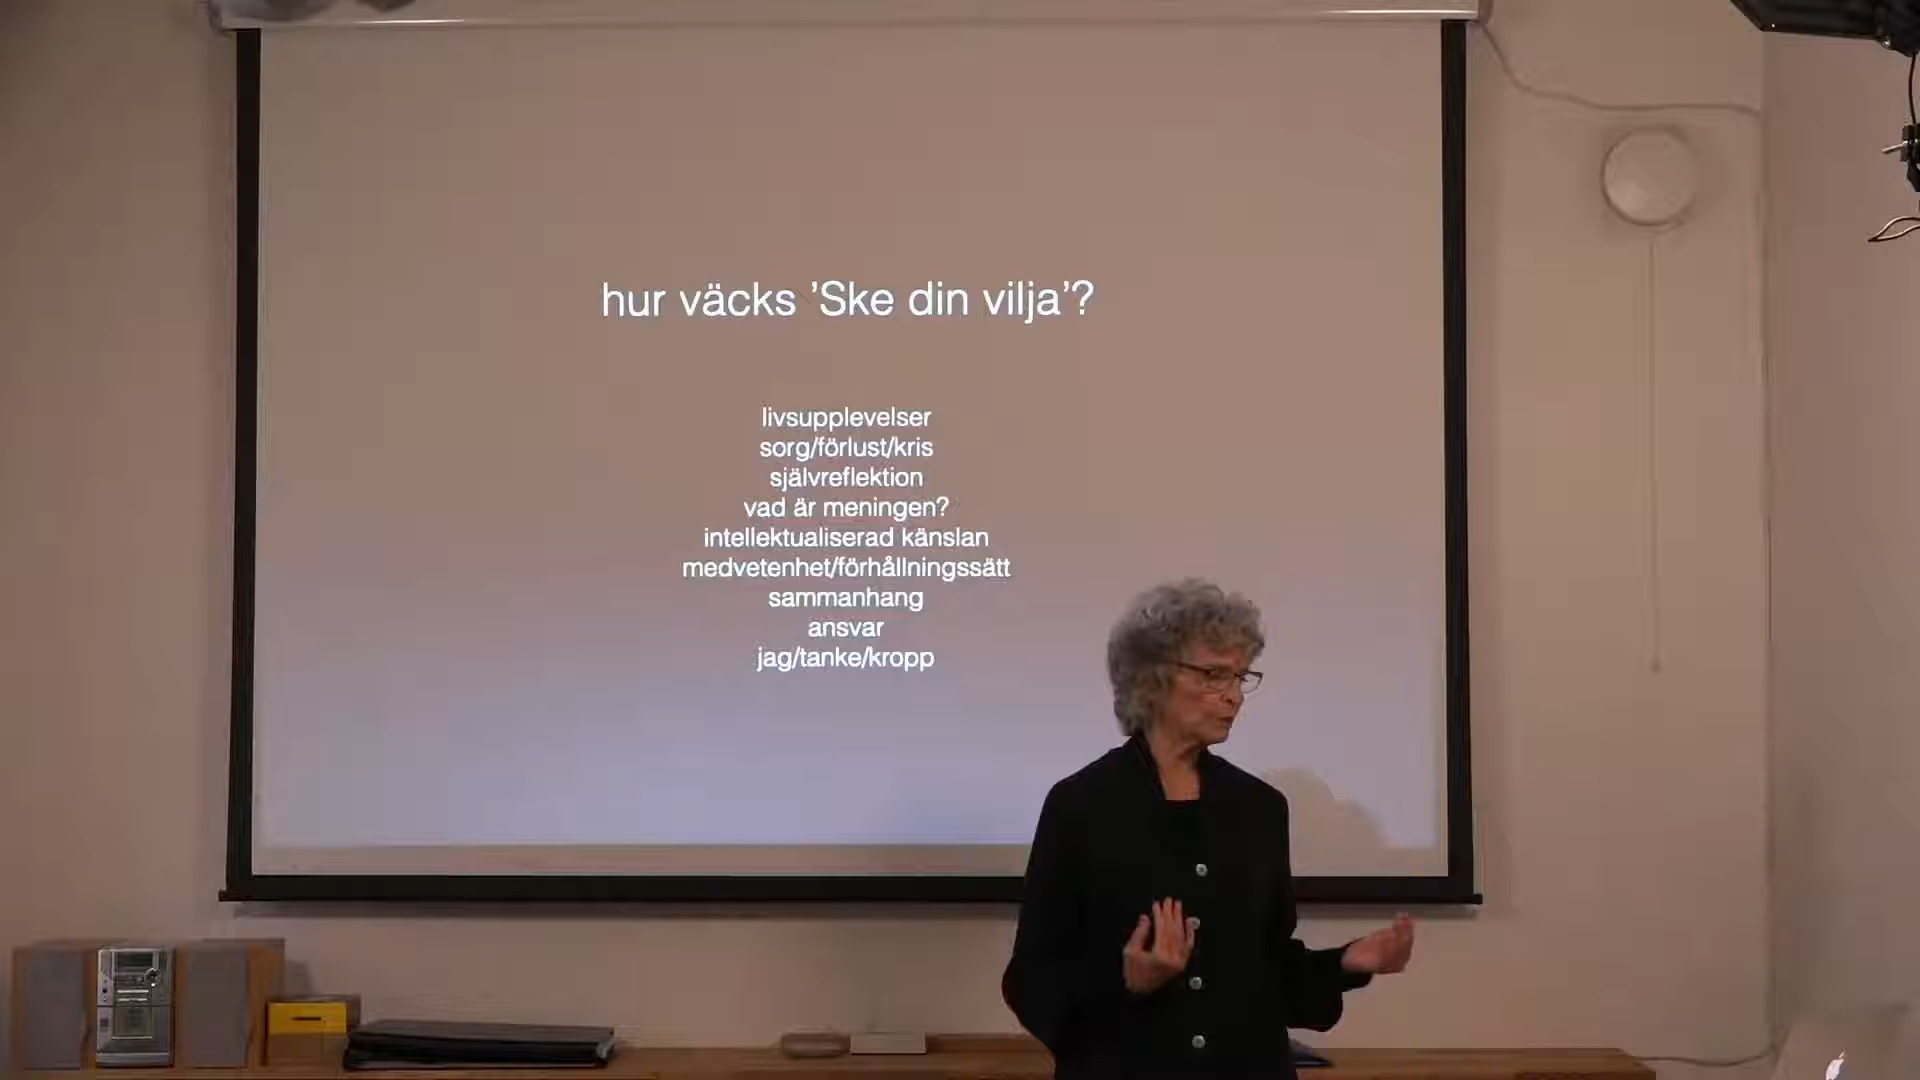 hur väcks ’Ske din vilja’?
livsupplevelser
sorg/förlust/kris
självreflektion
vad är meningen?
intellektualiserad känslan
medvetenhet/förhållningssätt
sammanhang
ansvar
jag/tanke/kropp